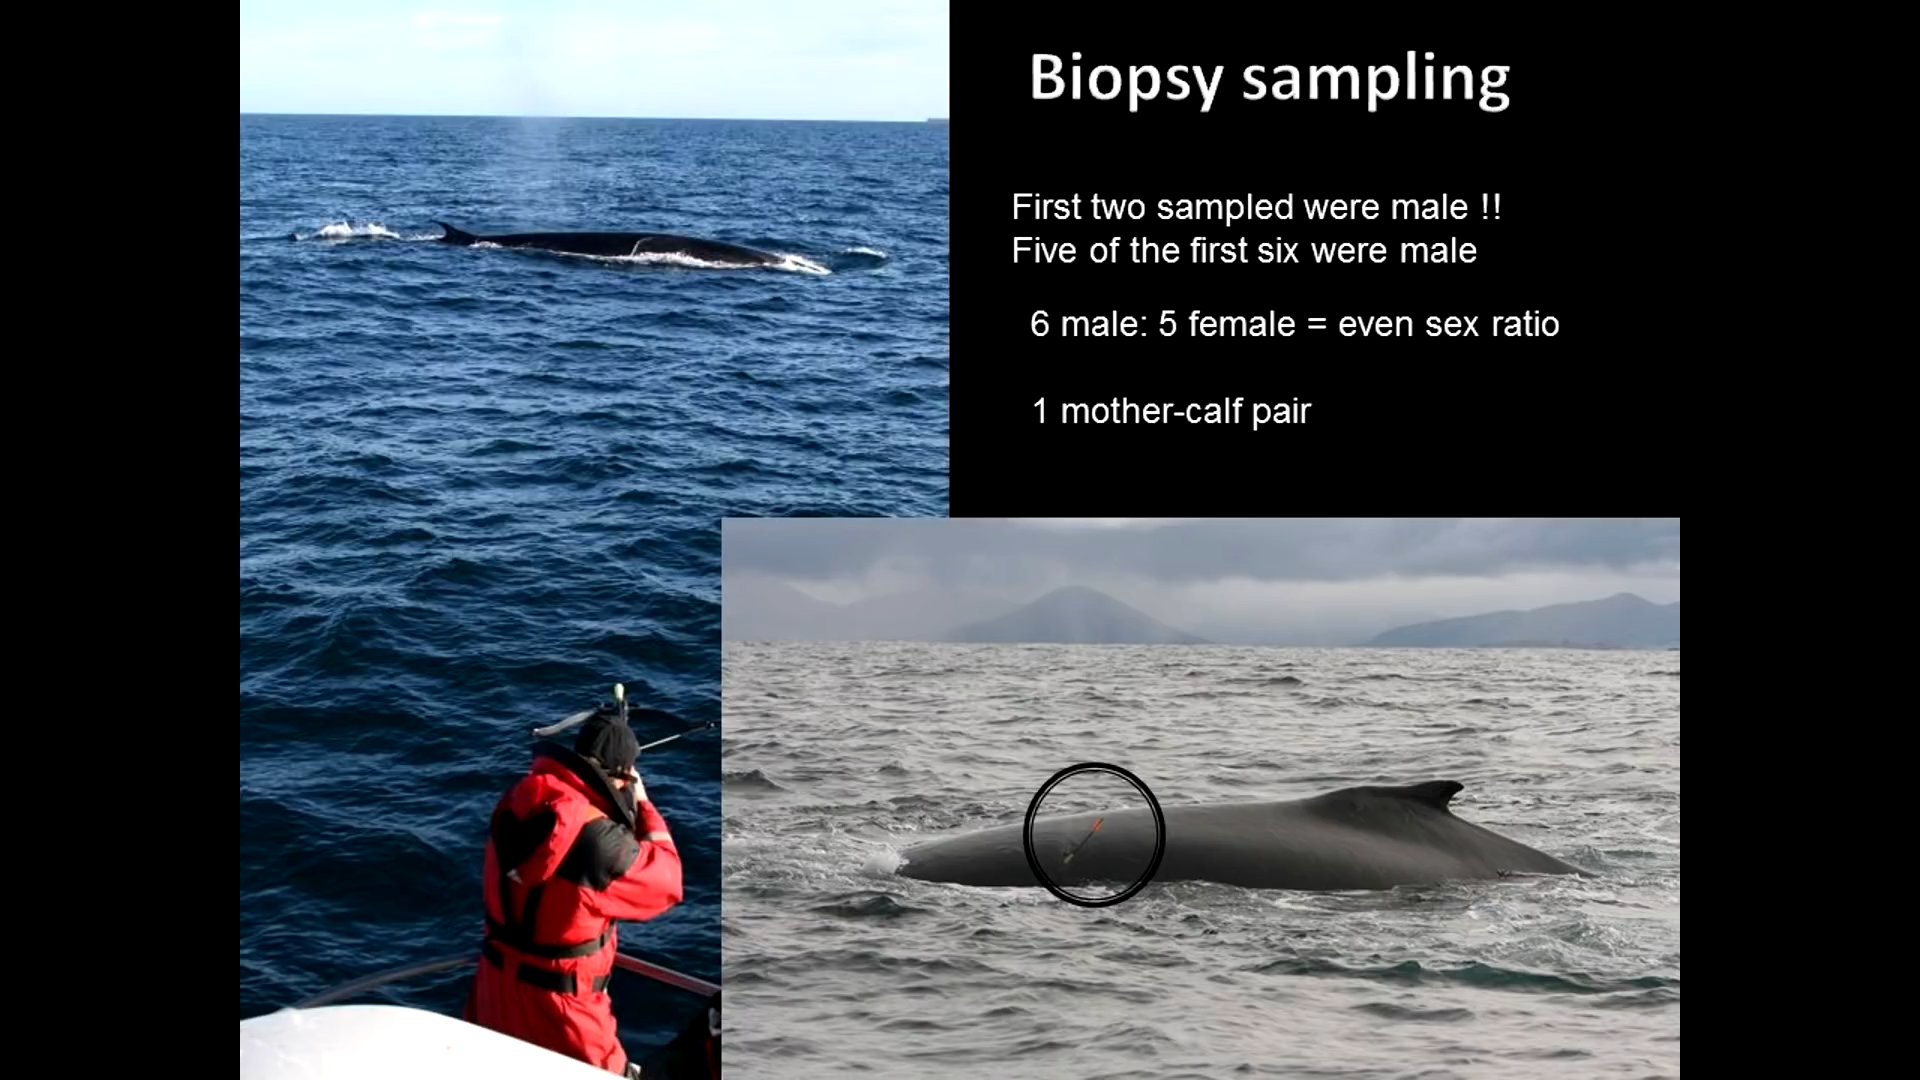 Biopsy sampling
First two sampled were male !!
Five of the first six were male
6 male: 5 female = even sex ratio
1 mother-calf pair